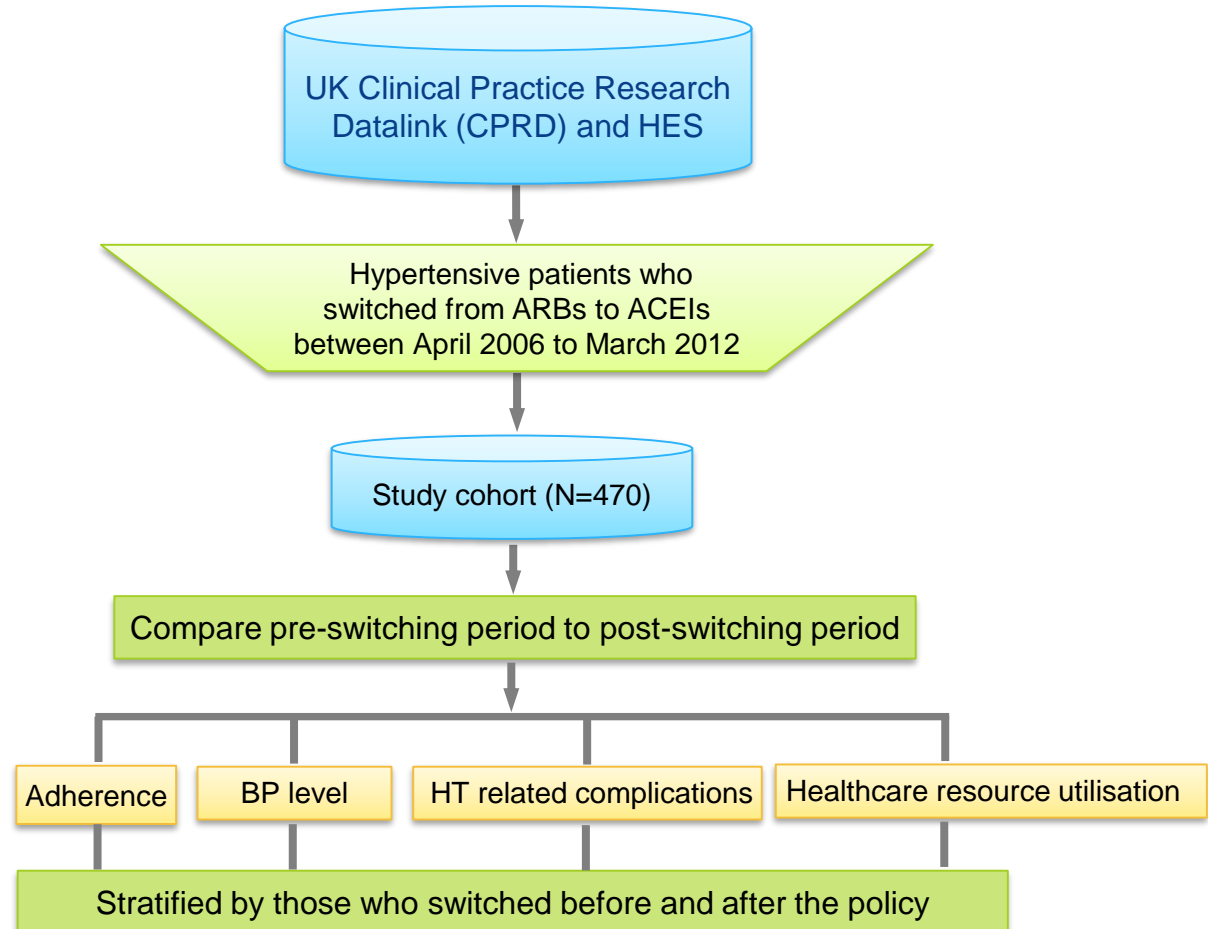 UK Clinical Practice Research
Datalink (CPRD) and HES
Hypertensive patients who
switched from ARBs to ACEIs
between April 2006 to March 2012
Study cohort (N=470)
Compare pre-switching period to post-switching period
Adherence
BP level
HT related complications
Healthcare resource utilisation
Stratified by those who switched before and after the policy